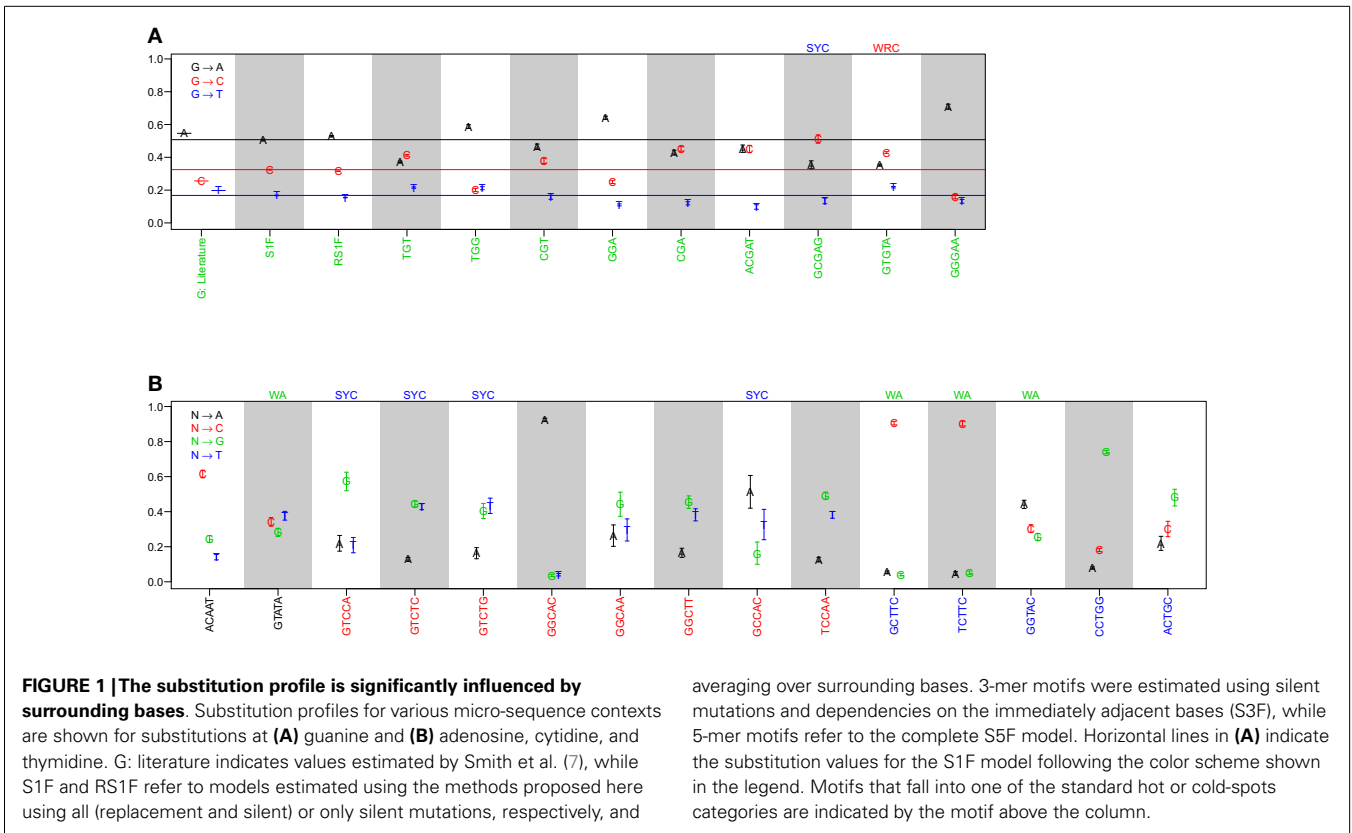 A
SYC WRC
1.0
0.8
0.6
0.4
0.2
0.0
G→A
G→C
G→T
A C T
A C T
A C T
A C T
A C T
A C T
A C T
A C T
A C T
A C T
A C T
A C T
G: Literature
S1F
RS1F
TGT
TGG
CGT
GGA
CGA
ACGAT
GCGAG
GTGTA
GGGAA
B
WA SYC SYC SYC SYC WA WA WA
1.0
0.8
0.6
0.4
0.2
0.0
N→A
N→C
N→G
N→T
C G T
C G T
A G T
A G T
A G T
A G T
A G T
A G T
A G T
A G T
A C G
A C G
A C G
A C G
A C G
ACAAT
GTATA
GTCCA
GTCTC
GTCTG
GGCAC
GGCAA
GGCTT
GCCAC
TCCAA
GCTTC
TCTTC
GGTAC
CCTGG
ACTGC
FIGURE 1 | The substitution profile is significantly influenced by
surrounding bases. Substitution profiles for various micro-sequence contexts
are shown for substitutions at (A) guanine and (B) adenosine, cytidine, and
thymidine. G: literature indicates values estimated by Smith et al. (7), while
S1F and RS1F refer to models estimated using the methods proposed here
using all (replacement and silent) or only silent mutations, respectively, and
averaging over surrounding bases. 3-mer motifs were estimated using silent
mutations and dependencies on the immediately adjacent bases (S3F), while
5-mer motifs refer to the complete S5F model. Horizontal lines in (A) indicate
the substitution values for the S1F model following the color scheme shown
in the legend. Motifs that fall into one of the standard hot or cold-spots
categories are indicated by the motif above the column.